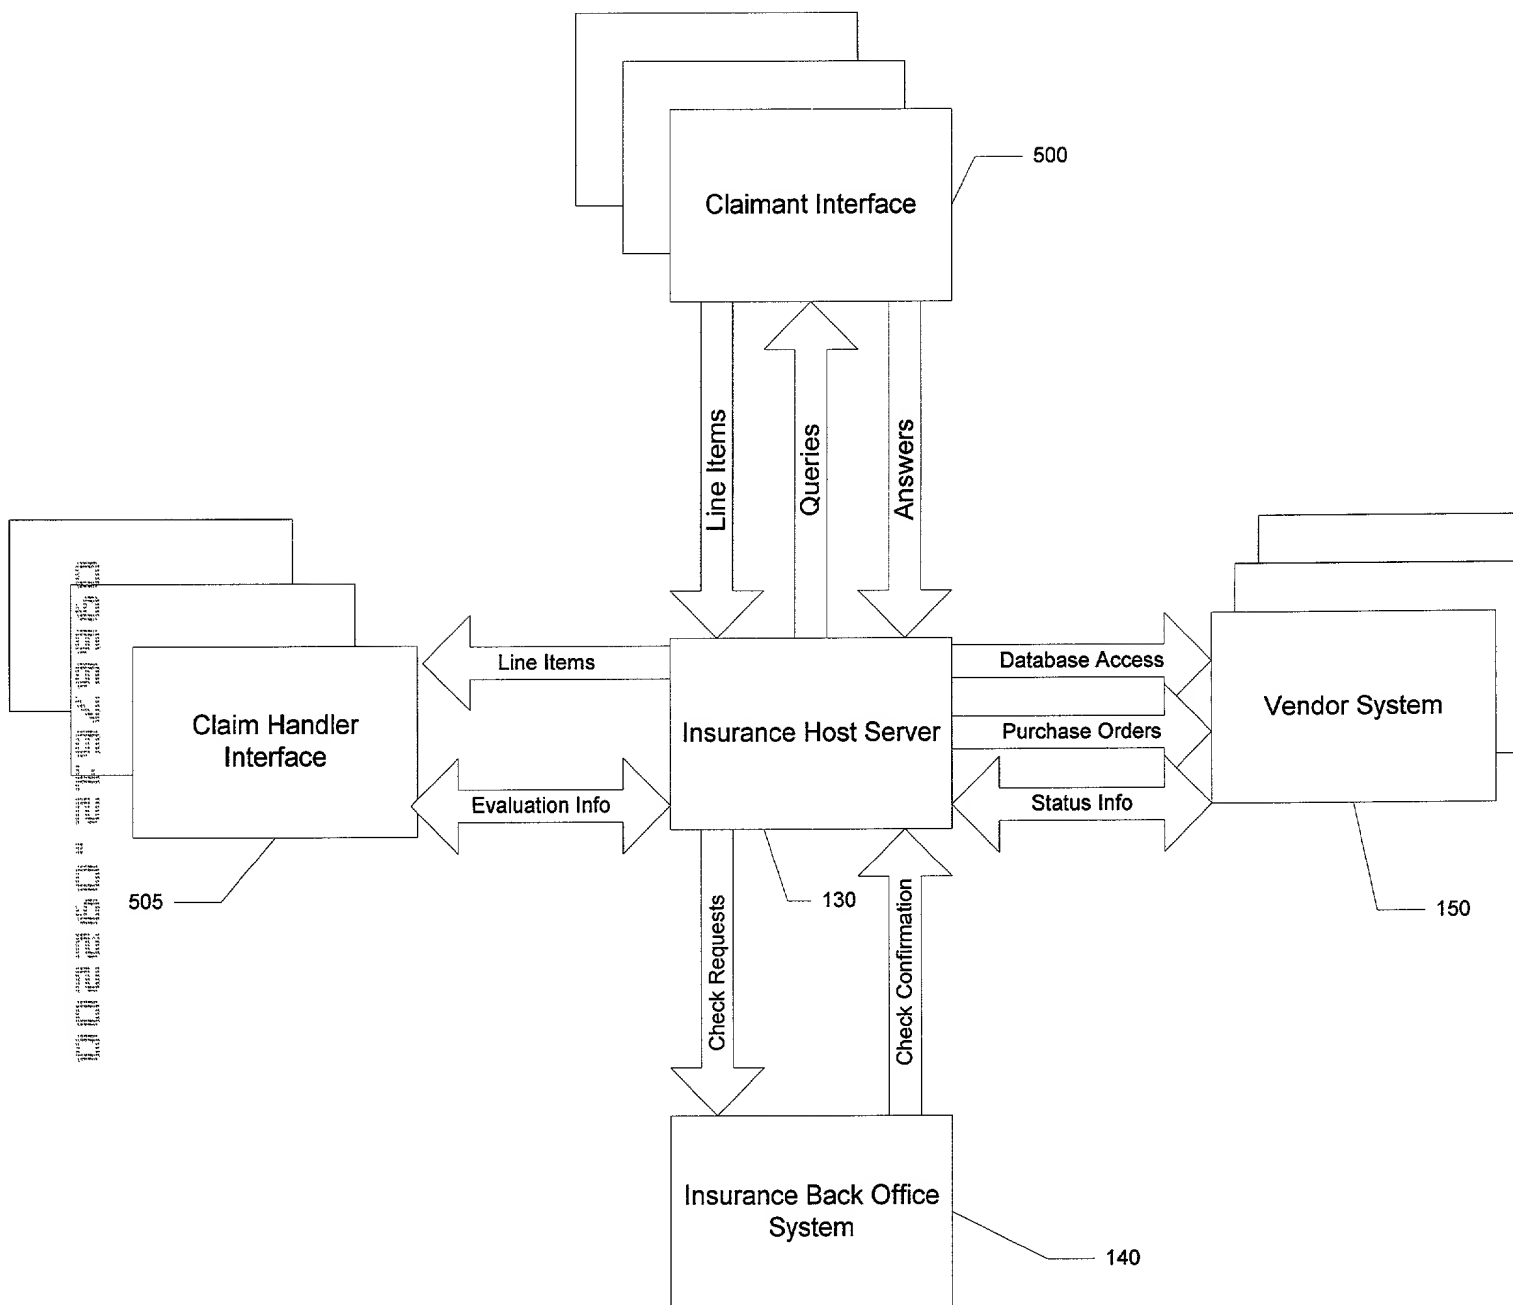 500
Claimant Interface
Line Items
Queries
Answers
Line Items
Database Access
Claim Handler
Interface
Insurance Host Server
Purchase Orders
Vendor System
Evaluation Info
Status Info
505
130
150
Check Requests
Check Confirmation
Insurance Back Office
System
140